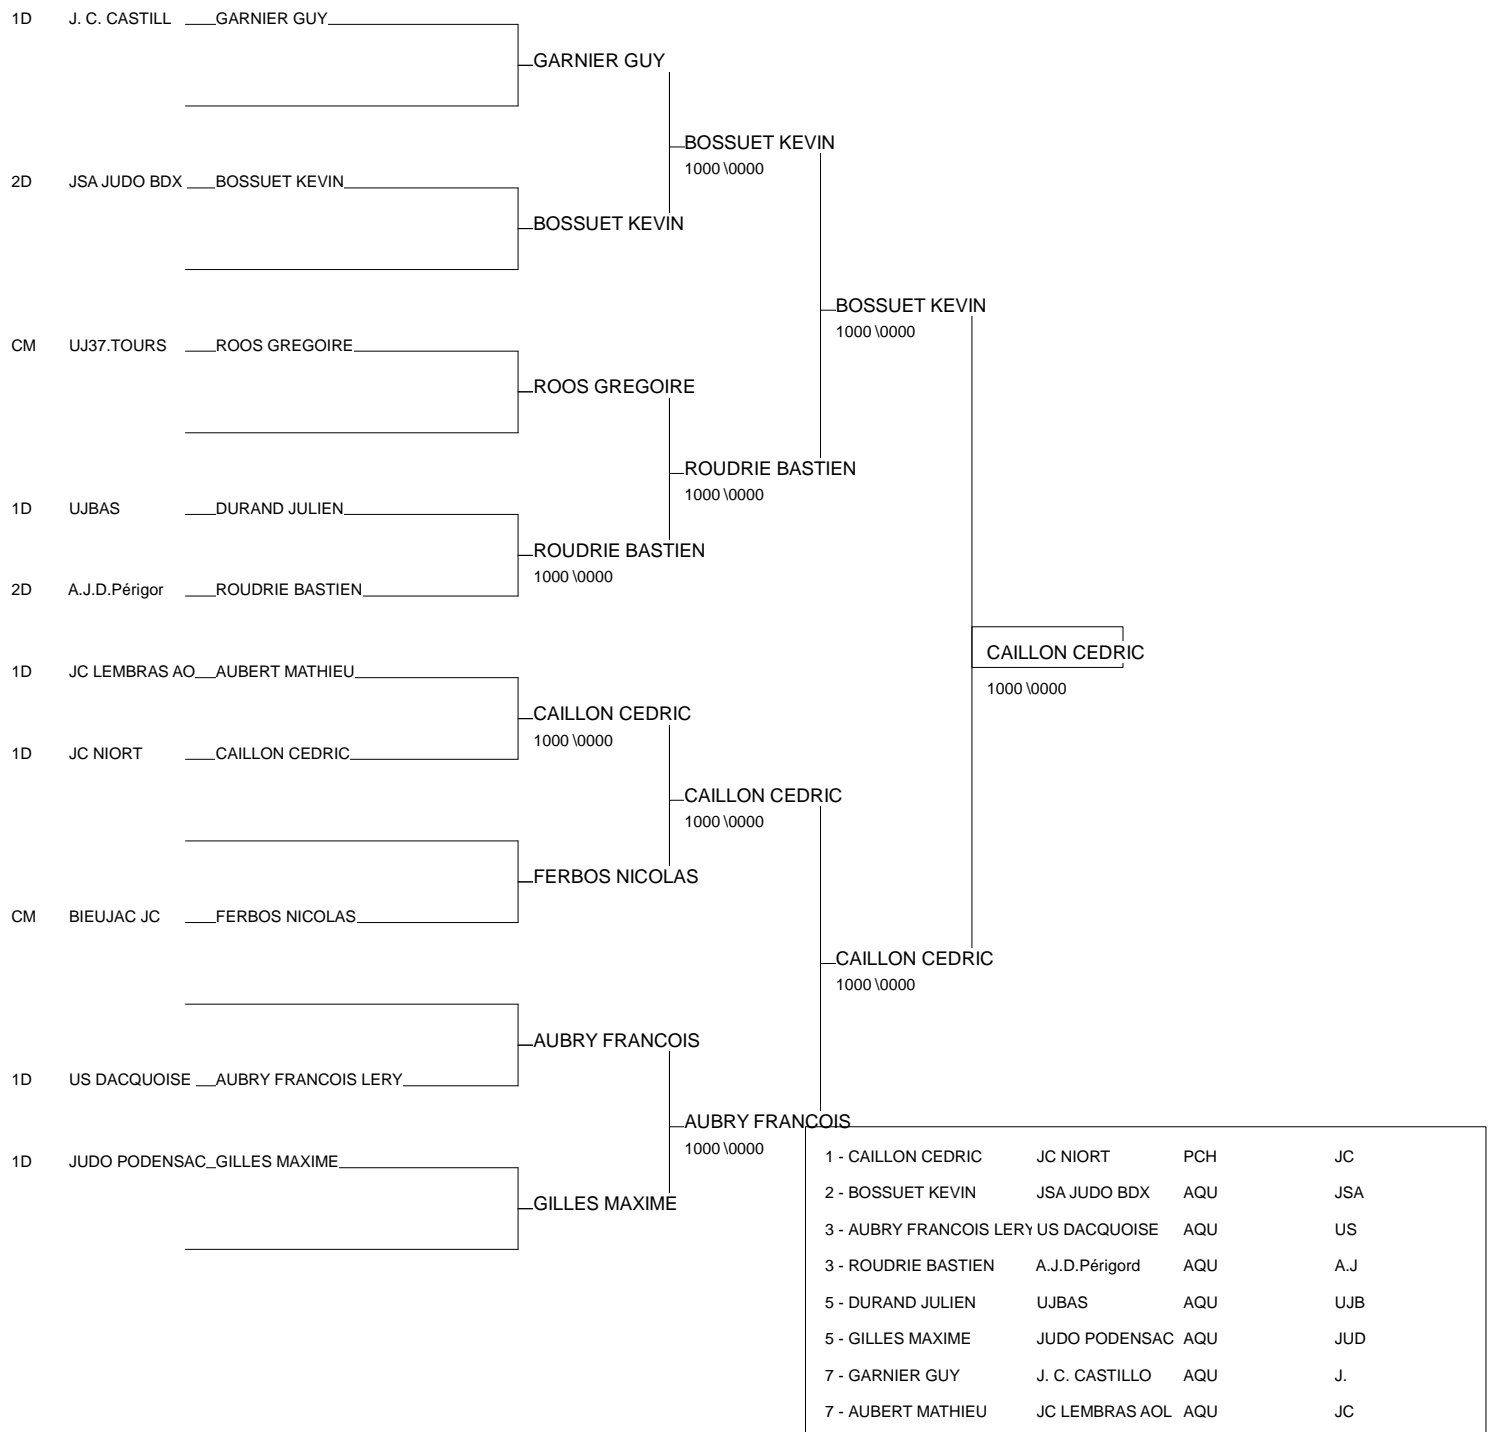 1D J. C. CASTILL GARNIER GUY
GARNIER GUY
BOSSUET KEVIN
1000 \0000
2D JSA JUDO BDX BOSSUET KEVIN
BOSSUET KEVIN
BOSSUET KEVIN
1000 \0000
CM UJ37.TOURS ROOS GREGOIRE
ROOS GREGOIRE
ROUDRIE BASTIEN
1000 \0000
1D UJBAS DURAND JULIEN
ROUDRIE BASTIEN
1000 \0000
2D A.J.D.Périgor ROUDRIE BASTIEN
CAILLON CEDRIC
1000 \0000
1D JC LEMBRAS AO AUBERT MATHIEU
CAILLON CEDRIC
1000 \0000
1D JC NIORT CAILLON CEDRIC
CAILLON CEDRIC
1000 \0000
FERBOS NICOLAS
CM BIEUJAC JC FERBOS NICOLAS
CAILLON CEDRIC
1000 \0000
AUBRY FRANCOIS
1D US DACQUOISE AUBRY FRANCOIS LERY
AUBRY FRANCOIS
1000 \0000
1D JUDO PODENSAC GILLES MAXIME
GILLES MAXIME
1 - CAILLON CEDRIC JC NIORT PCH JC
2 - BOSSUET KEVIN JSA JUDO BDX AQU JSA
3 - AUBRY FRANCOIS LERY US DACQUOISE AQU US
3 - ROUDRIE BASTIEN A.J.D.Périgord AQU A.J
5 - DURAND JULIEN UJBAS AQU UJB
5 - GILLES MAXIME JUDO PODENSAC AQU JUD
7 - GARNIER GUY J. C. CASTILLO AQU J.
7 - AUBERT MATHIEU JC LEMBRAS AOL AQU JC